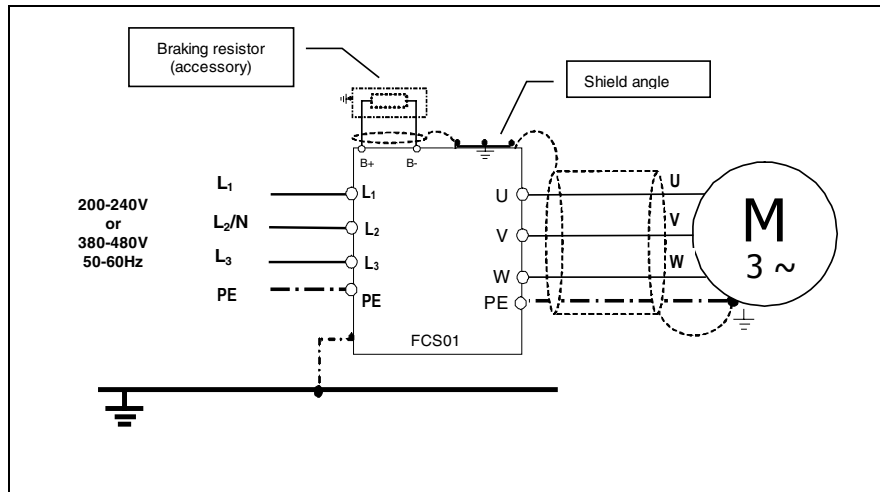 Braking resistor
(accessory)
Shield angle
B+
B-
200-240V
or
380-480V
50-60Hz
L1
L2/N
L3
PE
L1
L2
L3
PE
U
V
W
PE
FCS01
U
V
W
M
3 ~